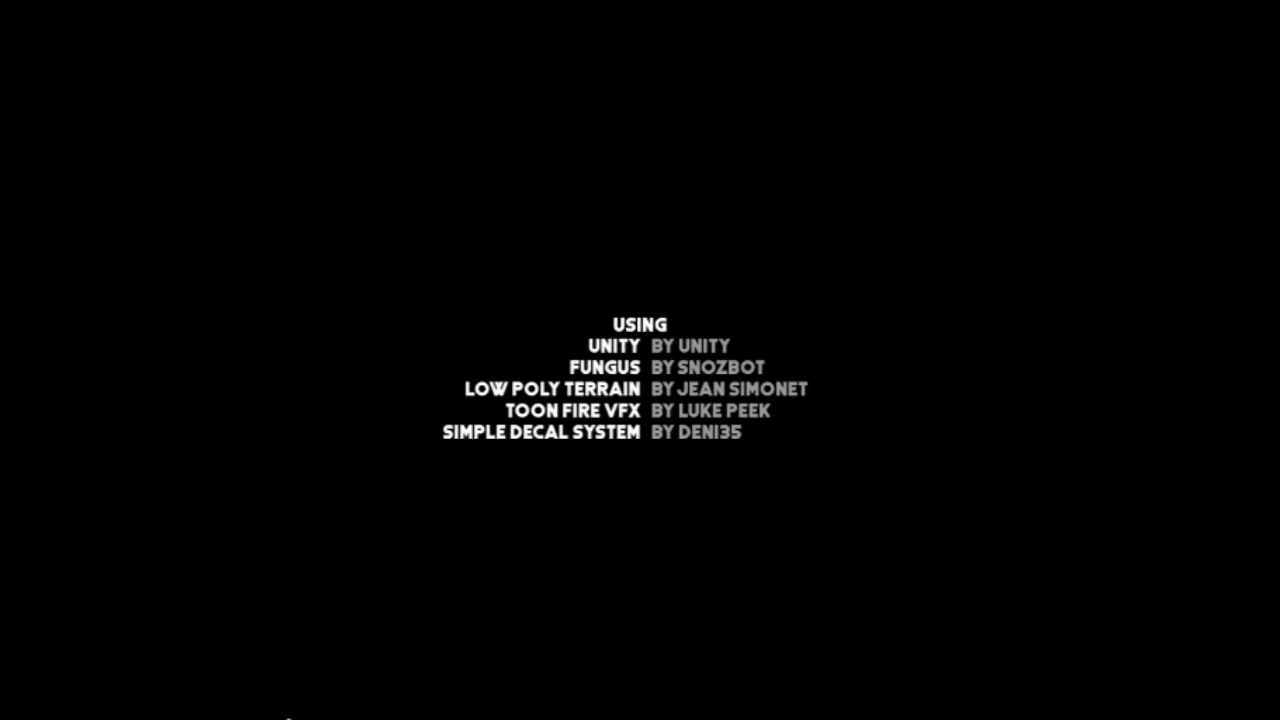 USING
UNITY BY UNITY
FUNGUS BY SNOZBOT
LOW POLY TERRAIN BY JEAN SIMONET
TOON FIRE VFX BY LUKE PEEK
SIMPLE DECAL SYSTEM BY DENI35